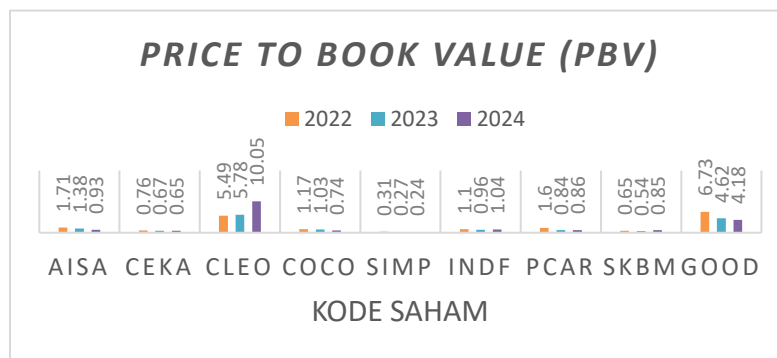 PRICE TO BOOK VALUE (PBV)
2022 2023 2024
1.71 1.38 0.93 0.76 0.67 0.65 5.49 5.78 10.05 1.17 1.03 0.74 0.31 0.27 0.24 1.1 0.96 1.04 1.6 0.84 0.86 0.65 0.54 0.85 6.73 4.62 4.18
AISA CEKA CLEO COCO SIMP INDF PCAR SKBM GOOD
KODE SAHAM